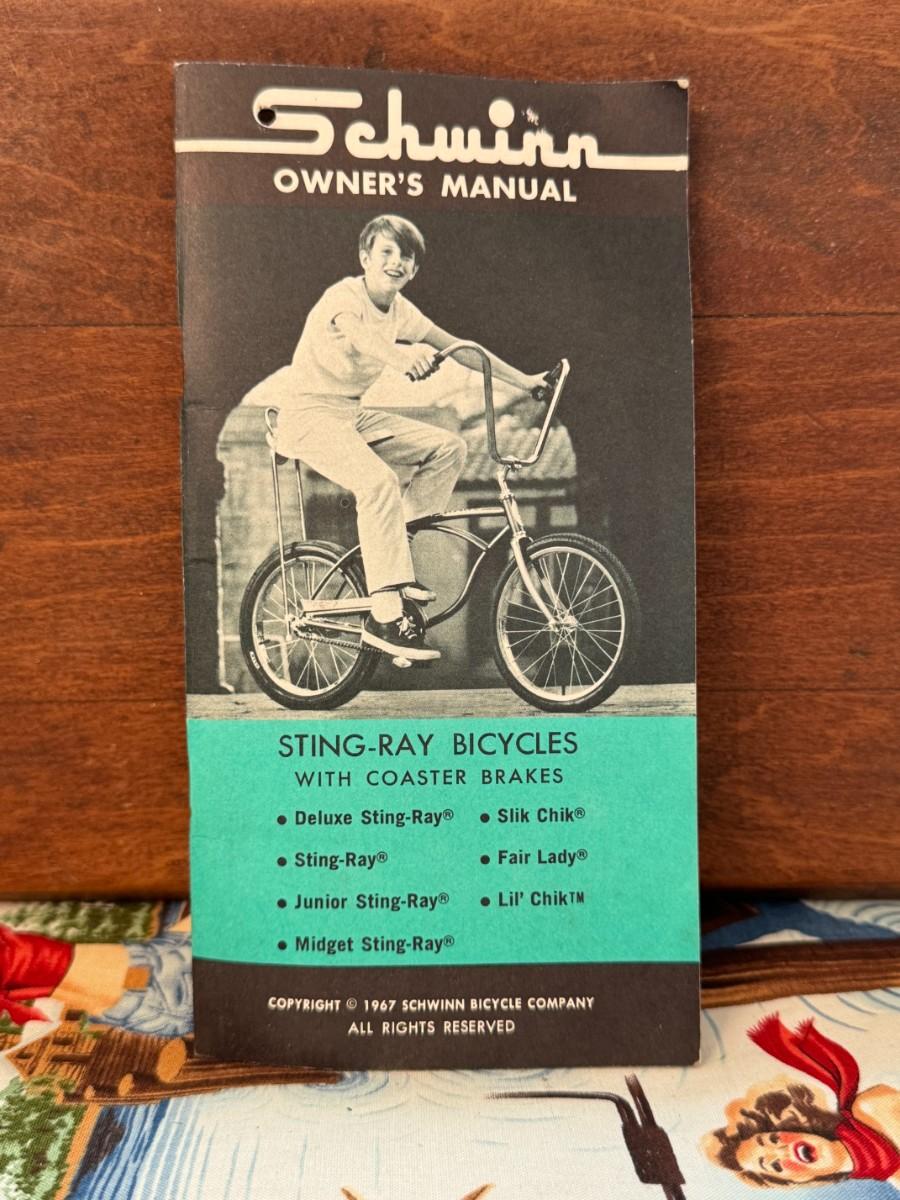 Schwinn
OWNER'S MANUAL
STING-RAY BICYCLES
WITH COASTER BRAKES
● Deluxe Sting-Ray®
● Sting-Ray®
● Junior Sting-Ray®
● Midget Sting-Ray®
● Slik Chik®
● Fair Lady®
● Lil' Chik™
COPYRIGHT © 1967 SCHWINN BICYCLE COMPANY
ALL RIGHTS RESERVED